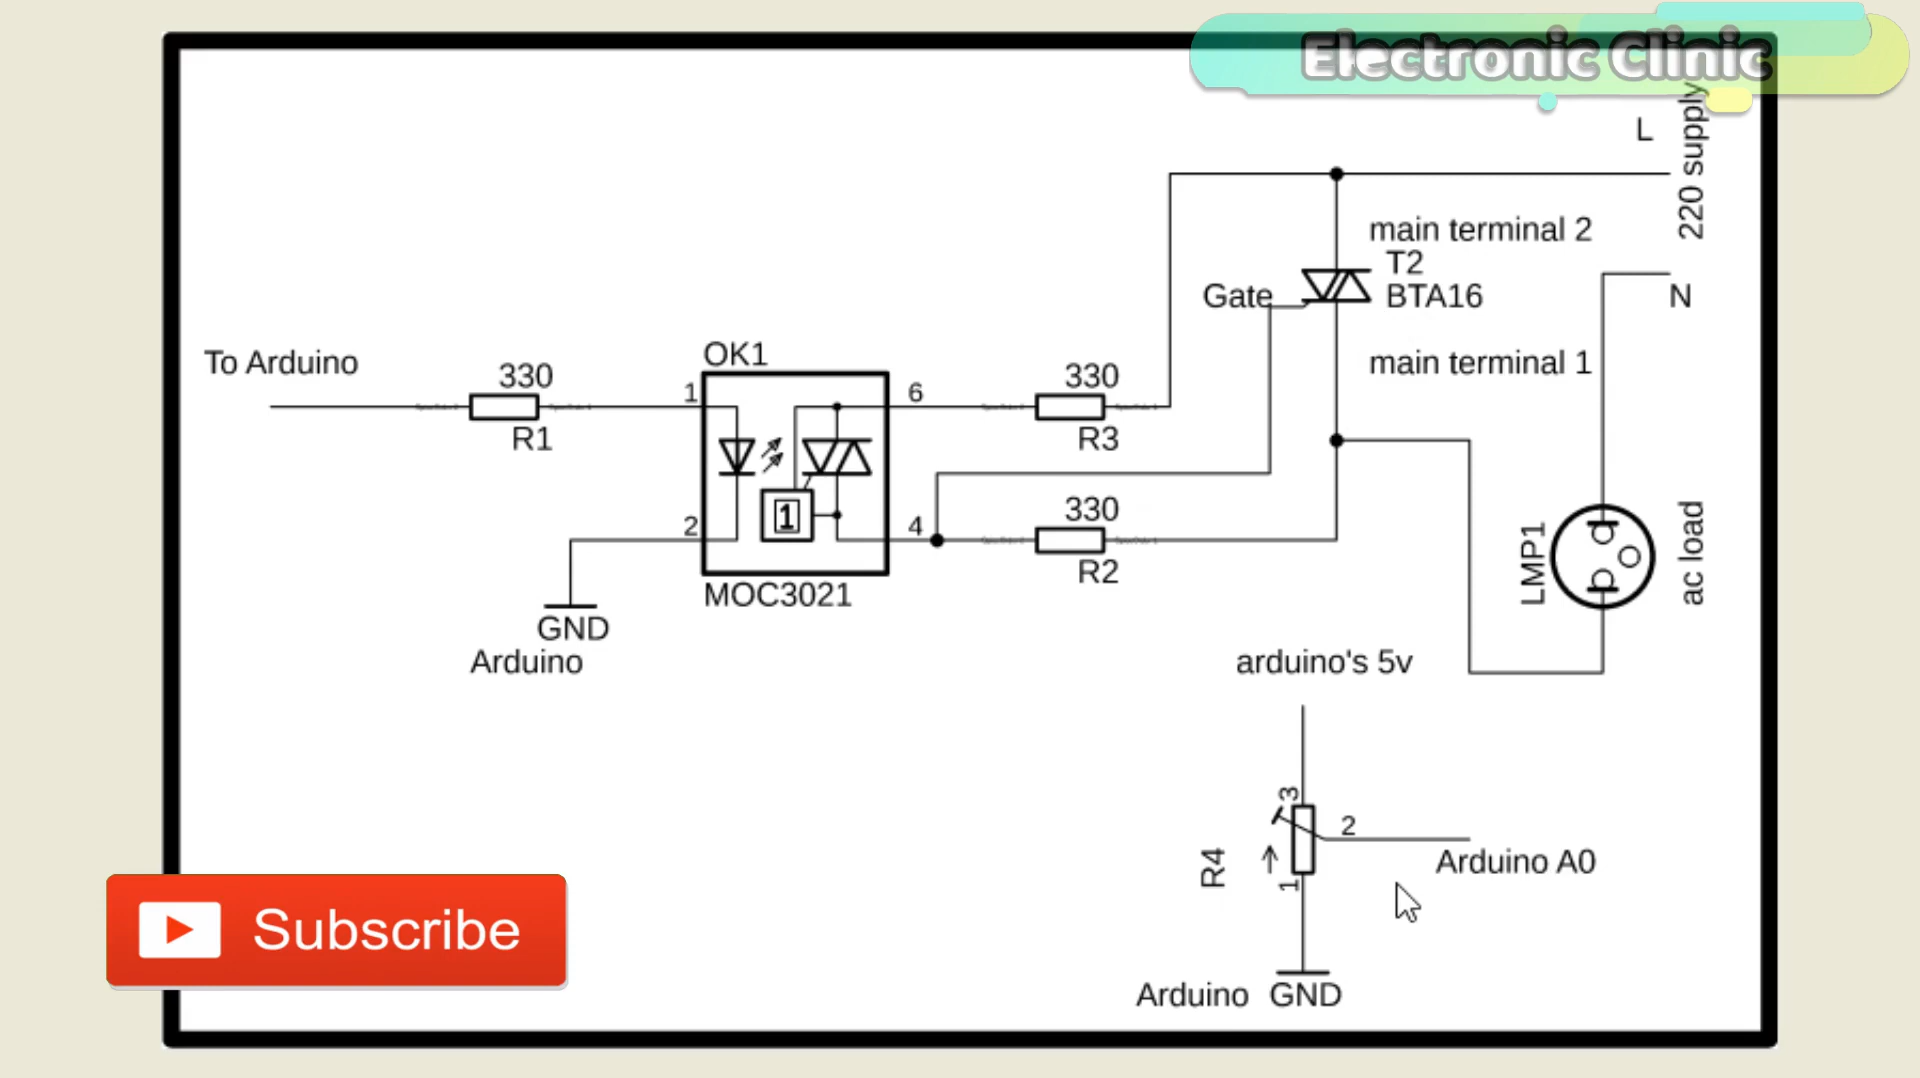 Electronic Clinic
L
220 supply
main terminal 2
T2
Gate
BTA16
N
To Arduino
OK1
main terminal 1
330
1
6
330
R1
R3
330
2
4
1
R2
MOC3021
LMP1
ac load
GND
Arduino
arduino's 5v
3
2
R4
Arduino A0
1
Subscribe
Arduino GND